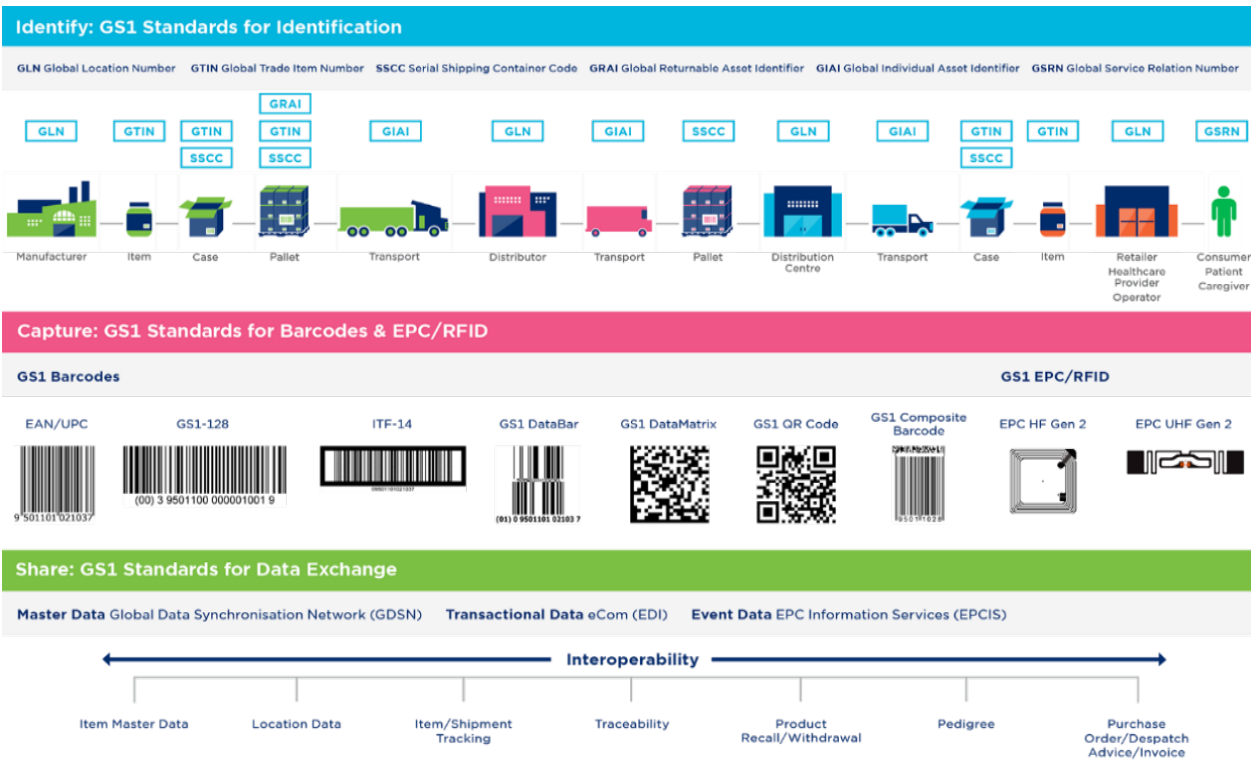 Identify: GS1 Standards for Identification
GLN Global Location Number GTIN Global Trade Item Number SSCC Serial Shipping Container Code GRAI Global Returnable Asset Identifier GIAI Global Individual Asset Identifier GSRN Global Service Relation Number
GRAI
GLN GTIN GTIN GTIN GIAI GLN GIAI SSCC GLN GIAI GTIN GTIN GLN GSRN
SSCC SSCC SSCC
Manufacturer Item Case Pallet Transport Distributor Transport Pallet Distribution Transport Case Item Retailer Consumer
Centre Healthcare Patient
Provider Caregiver
Operator
Capture: GS1 Standards for Barcodes & EPC/RFID
GS1 Barcodes GS1 EPC/RFID
EAN/UPC GS1-128 ITF-14 GS1 DataBar GS1 DataMatrix GS1 QR Code GS1 Composite EPC HF Gen 2 EPC UHF Gen 2
Barcode
9 501101 021037 (00) 3 9501100 000001001 9 09501101021037 (01) 0 9501101 02103 7
Share: GS1 Standards for Data Exchange
Master Data Global Data Synchronisation Network (GDSN) Transactional Data eCom (EDI) Event Data EPC Information Services (EPCIS)
Interoperability
Item Master Data Location Data Item/Shipment Traceability Product Pedigree Purchase
Tracking Recall/Withdrawal Order/Despatch
Advice/Invoice